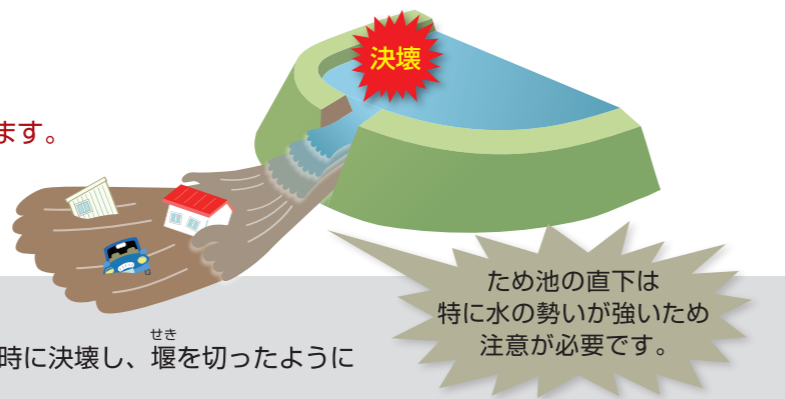 決壊
ます。
ため池の直下は
特に水の勢いが強いため
注意が必要です。
せき
時に決壊し、堰を切ったように